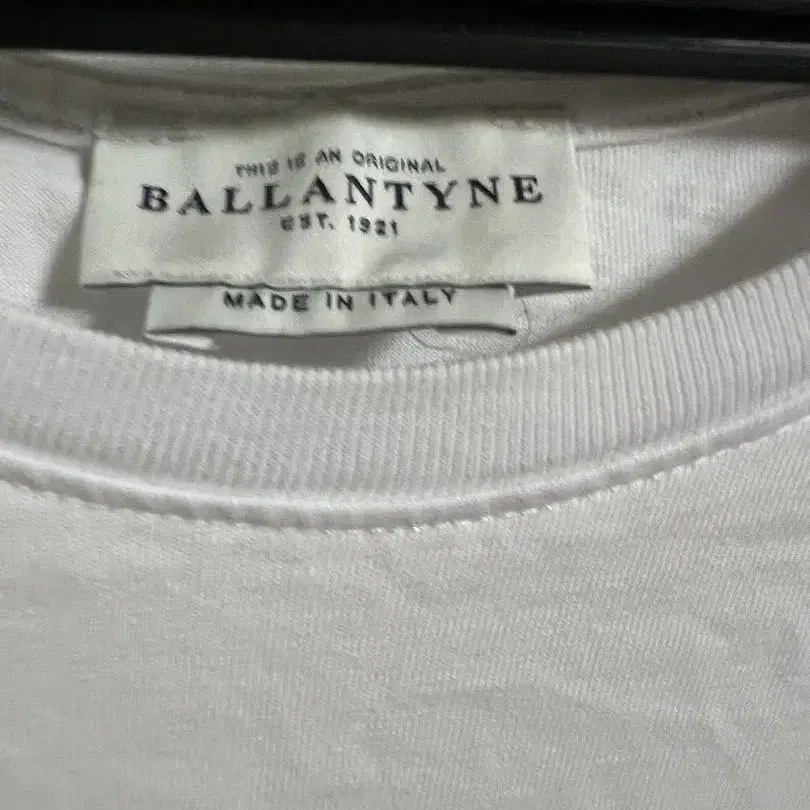 THIS IS AN ORIGINAL
BALLANTYNE
EST. 1921
MADE IN ITALY